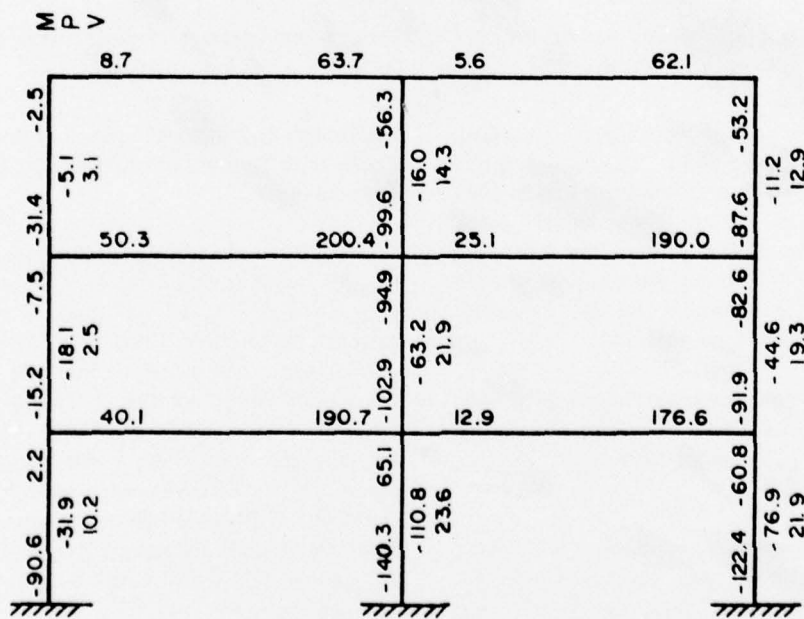 M
P
V
8.7 63.7 5.6 62.1
-2.5 -56.3 -53.2
-5.1 -16.0 -11.2
3.1 14.3 12.9
-31.4 -99.6 -87.6
50.3 200.4 25.1 190.0
-7.5 -94.9 -82.6
-18.1 -63.2 -44.6
2.5 21.9 19.3
-15.2 -102.9 -91.9
40.1 190.7 12.9 176.6
2.2 65.1 -60.8
-31.9 -110.8 -76.9
10.2 23.6 21.9
-90.6 -140.3 -122.4